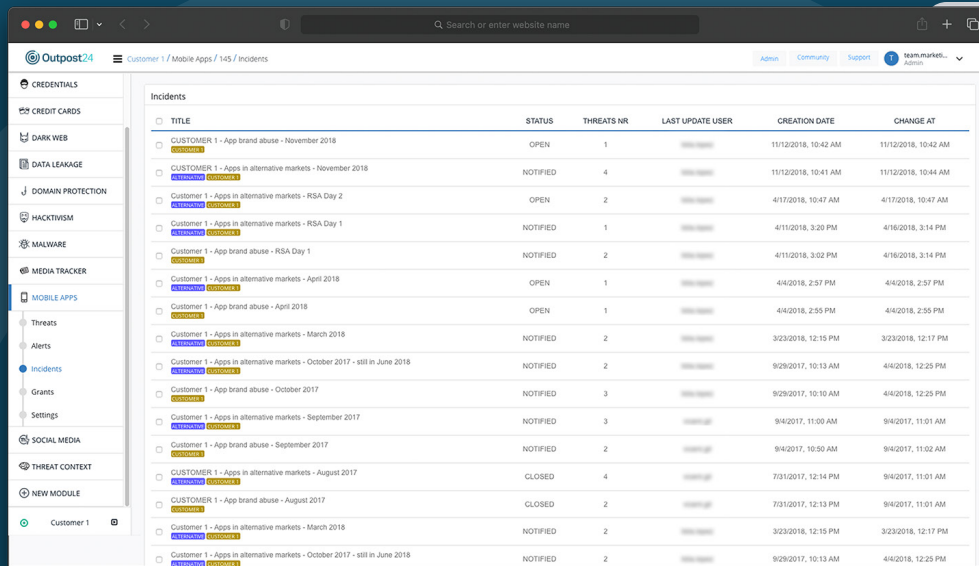 Search or enter website name
Outpost24
Customer 1 / Mobile Apps / 145 / Incidents
Admin
Community
Support
T
team.marketi...
Admin
CREDENTIALS
CREDIT CARDS
DARK WEB
DATA LEAKAGE
DOMAIN PROTECTION
HACKTIVISM
MALWARE
MEDIA TRACKER
MOBILE APPS
Threats
Alerts
Incidents
Grants
Settings
SOCIAL MEDIA
THREAT CONTEXT
NEW MODULE
Customer 1
Incidents
TITLE STATUS THREATS NR LAST UPDATE USER CREATION DATE CHANGE AT
CUSTOMER 1 - App brand abuse - November 2018 OPEN 1 11/12/2018, 10:42 AM 11/12/2018, 10:42 AM
CUSTOMER 1
CUSTOMER 1 - Apps in alternative markets - November 2018 NOTIFIED 4 11/12/2018, 10:41 AM 11/12/2018, 10:44 AM
ALTERNATIVE CUSTOMER 1
Customer 1 - Apps in alternative markets - RSA Day 2 OPEN 2 4/17/2018, 10:47 AM 4/17/2018, 10:47 AM
ALTERNATIVE CUSTOMER 1
Customer 1 - Apps in alternative markets - RSA Day 1 NOTIFIED 1 4/11/2018, 3:20 PM 4/16/2018, 3:14 PM
ALTERNATIVE CUSTOMER 1
Customer 1 - App brand abuse - RSA Day 1 NOTIFIED 2 4/11/2018, 3:02 PM 4/16/2018, 3:14 PM
CUSTOMER 1
Customer 1 - Apps in alternative markets - April 2018 OPEN 1 4/4/2018, 2:57 PM 4/4/2018, 2:57 PM
ALTERNATIVE CUSTOMER 1
Customer 1 - App brand abuse - April 2018 OPEN 1 4/4/2018, 2:55 PM 4/4/2018, 2:55 PM
CUSTOMER 1
Customer 1 - Apps in alternative markets - March 2018 NOTIFIED 2 3/23/2018, 12:15 PM 3/23/2018, 12:17 PM
ALTERNATIVE CUSTOMER 1
Customer 1 - Apps in alternative markets - October 2017 - still in June 2018 NOTIFIED 2 9/29/2017, 10:13 AM 4/4/2018, 12:25 PM
ALTERNATIVE CUSTOMER 1
Customer 1 - App brand abuse - October 2017 NOTIFIED 3 9/29/2017, 10:10 AM 4/4/2018, 12:25 PM
CUSTOMER 1
Customer 1 - Apps in alternative markets - September 2017 NOTIFIED 3 9/4/2017, 11:00 AM 9/4/2017, 11:01 AM
ALTERNATIVE CUSTOMER 1
Customer 1 - App brand abuse - September 2017 NOTIFIED 2 9/4/2017, 10:50 AM 9/4/2017, 11:02 AM
CUSTOMER 1
CUSTOMER 1 - Apps in alternative markets - August 2017 CLOSED 4 7/31/2017, 12:14 PM 9/4/2017, 11:01 AM
ALTERNATIVE CUSTOMER 1
CUSTOMER 1 - App brand abuse - August 2017 CLOSED 2 7/31/2017, 12:13 PM 9/4/2017, 11:01 AM
CUSTOMER 1
Customer 1 - Apps in alternative markets - March 2018 NOTIFIED 2 3/23/2018, 12:15 PM 3/23/2018, 12:17 PM
ALTERNATIVE CUSTOMER 1
Customer 1 - Apps in alternative markets - October 2017 - still in June 2018 NOTIFIED 2 9/29/2017, 10:13 AM 4/4/2018, 12:25 PM
ALTERNATIVE CUSTOMER 1